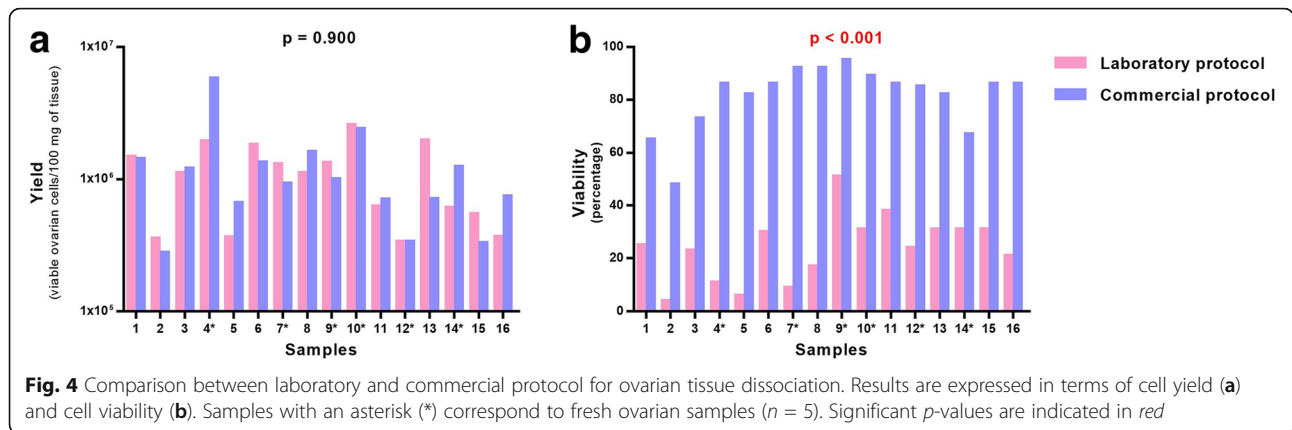 a
p = 0.900
1x10⁷
1x10⁶
1x10⁵
Yield
(viable ovarian cells/100 mg of tissue)
1 2 3 4* 5 6 7* 8 9* 10* 11 12* 13 14* 15 16
Samples
b
p < 0.001
100
80
60
40
20
0
Viability
(percentage)
1 2 3 4* 5 6 7* 8 9* 10* 11 12* 13 14* 15 16
Samples
Laboratory protocol
Commercial protocol
Fig. 4 Comparison between laboratory and commercial protocol for ovarian tissue dissociation. Results are expressed in terms of cell yield (a)
and cell viability (b). Samples with an asterisk (*) correspond to fresh ovarian samples (n = 5). Significant p-values are indicated in red